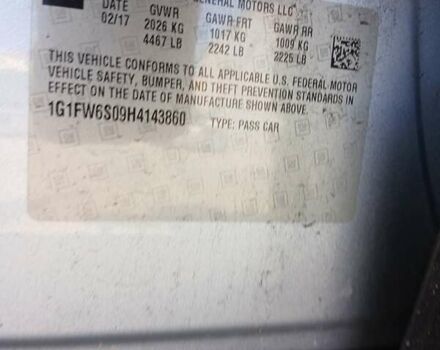 GENERAL MOTORS LLC
DATE GVWR GAWR FRT GAWR RR
02/17 2026 KG 1017 KG 1009 KG
4467 LB 2242 LB 2225 LB
THIS VEHICLE CONFORMS TO ALL APPLICABLE U.S. FEDERAL MOTOR
VEHICLE SAFETY, BUMPER, AND THEFT PREVENTION STANDARDS IN
EFFECT ON THE DATE OF MANUFACTURE SHOWN ABOVE.
1G1FW6S09H4143860 TYPE: PASS CAR